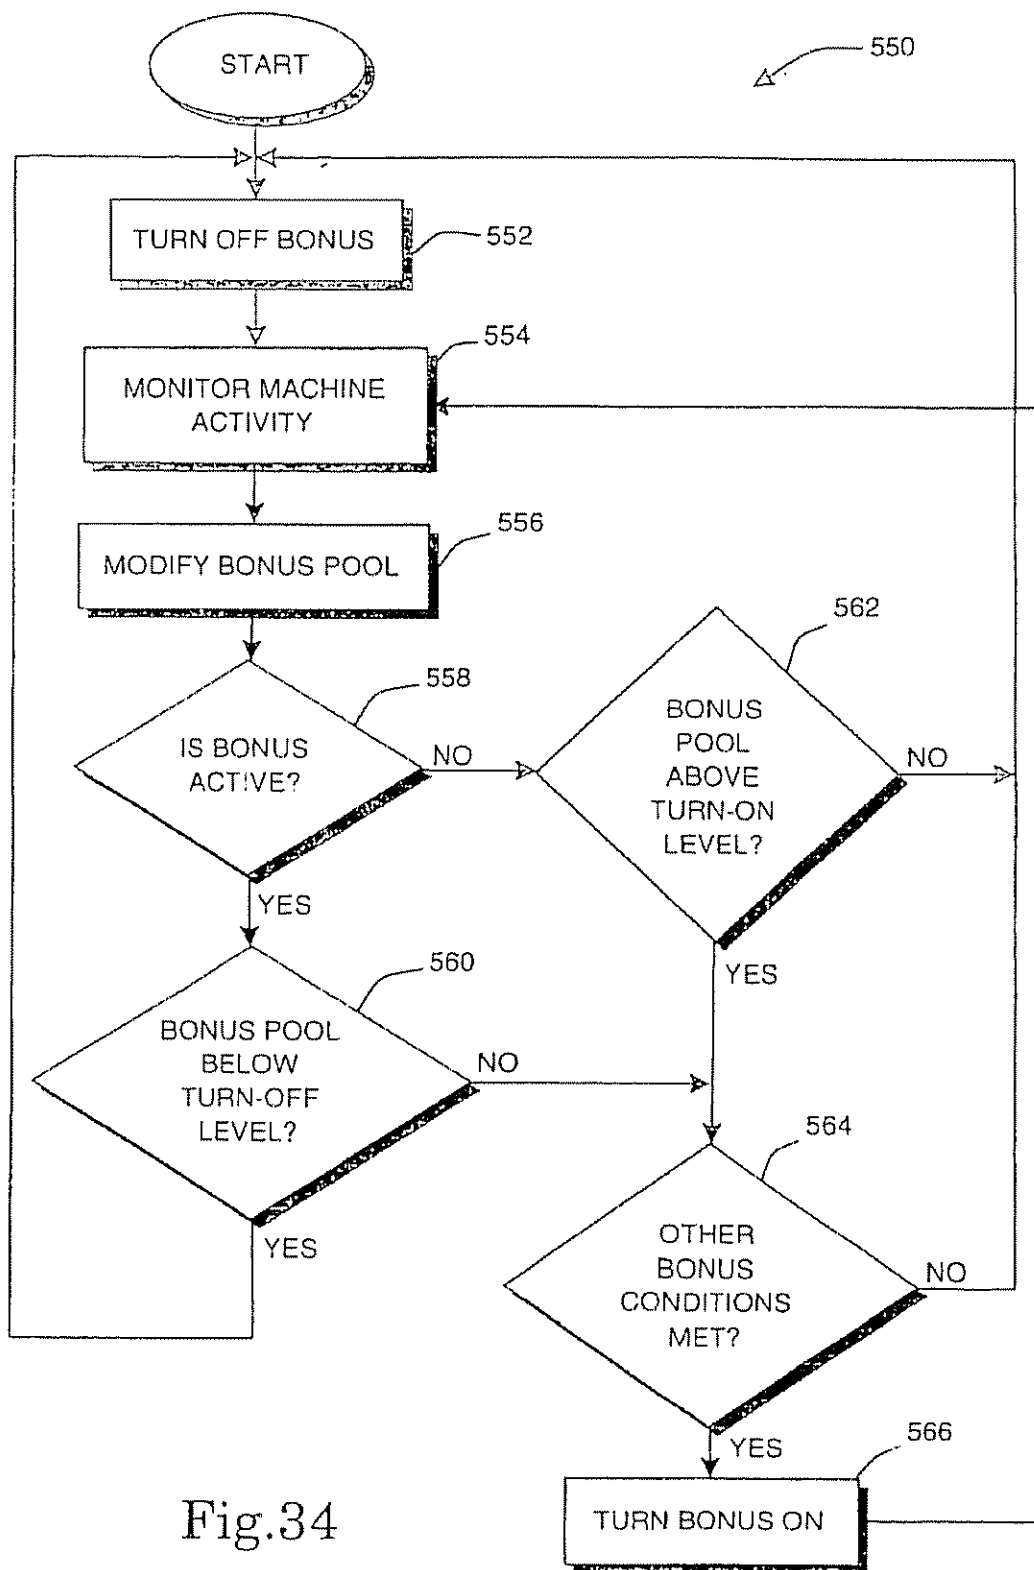 START
550
TURN OFF BONUS
552
554
MONITOR MACHINE
ACTIVITY
556
MODIFY BONUS POOL
562
558
IS BONUS
ACTIVE?
NO
BONUS
POOL
ABOVE
TURN-ON
LEVEL?
NO
YES
560
YES
BONUS POOL
BELOW
TURN-OFF
LEVEL?
NO
564
YES
OTHER
BONUS
CONDITIONS
MET?
NO
YES
566
TURN BONUS ON
Fig.34